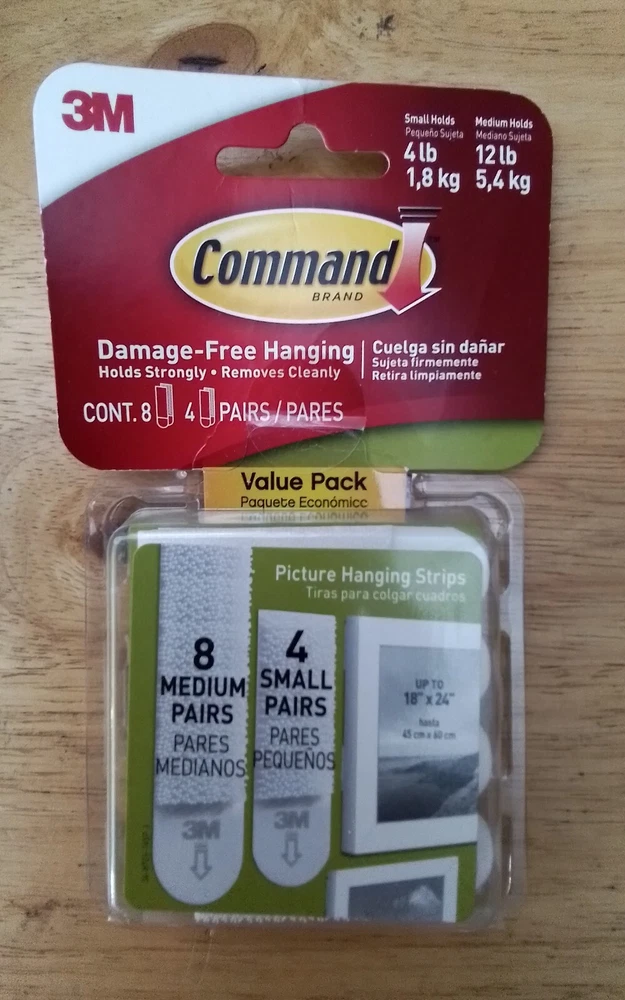 3M
Small Holds
Pequeño Sujeta
4 lb
1,8 kg
Medium Holds
Mediano Sujeta
12 lb
5,4 kg
Command
BRAND
Damage-Free Hanging
Holds Strongly • Removes Cleanly
Cuelga sin dañar
Sujeta firmemente
Retira limpiamente
CONT. 8 4 PAIRS / PARES
Value Pack
Paquete Económico
Picture Hanging Strips
Tiras para colgar cuadros
8
MEDIUM
PAIRS
PARES
MEDIANOS
4
SMALL
PAIRS
PARES
PEQUEÑOS
UP TO
18" x 24"
hasta
45 cm x 60 cm
3M
3M